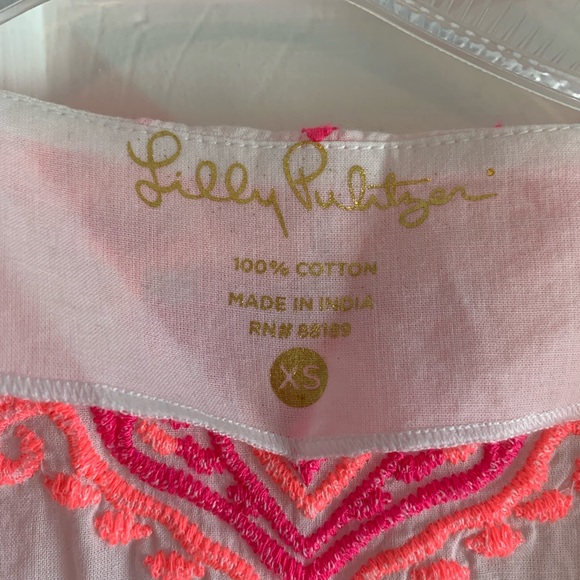 Lilly Pulitzer
100% COTTON
MADE IN INDIA
RN# 88189
XS